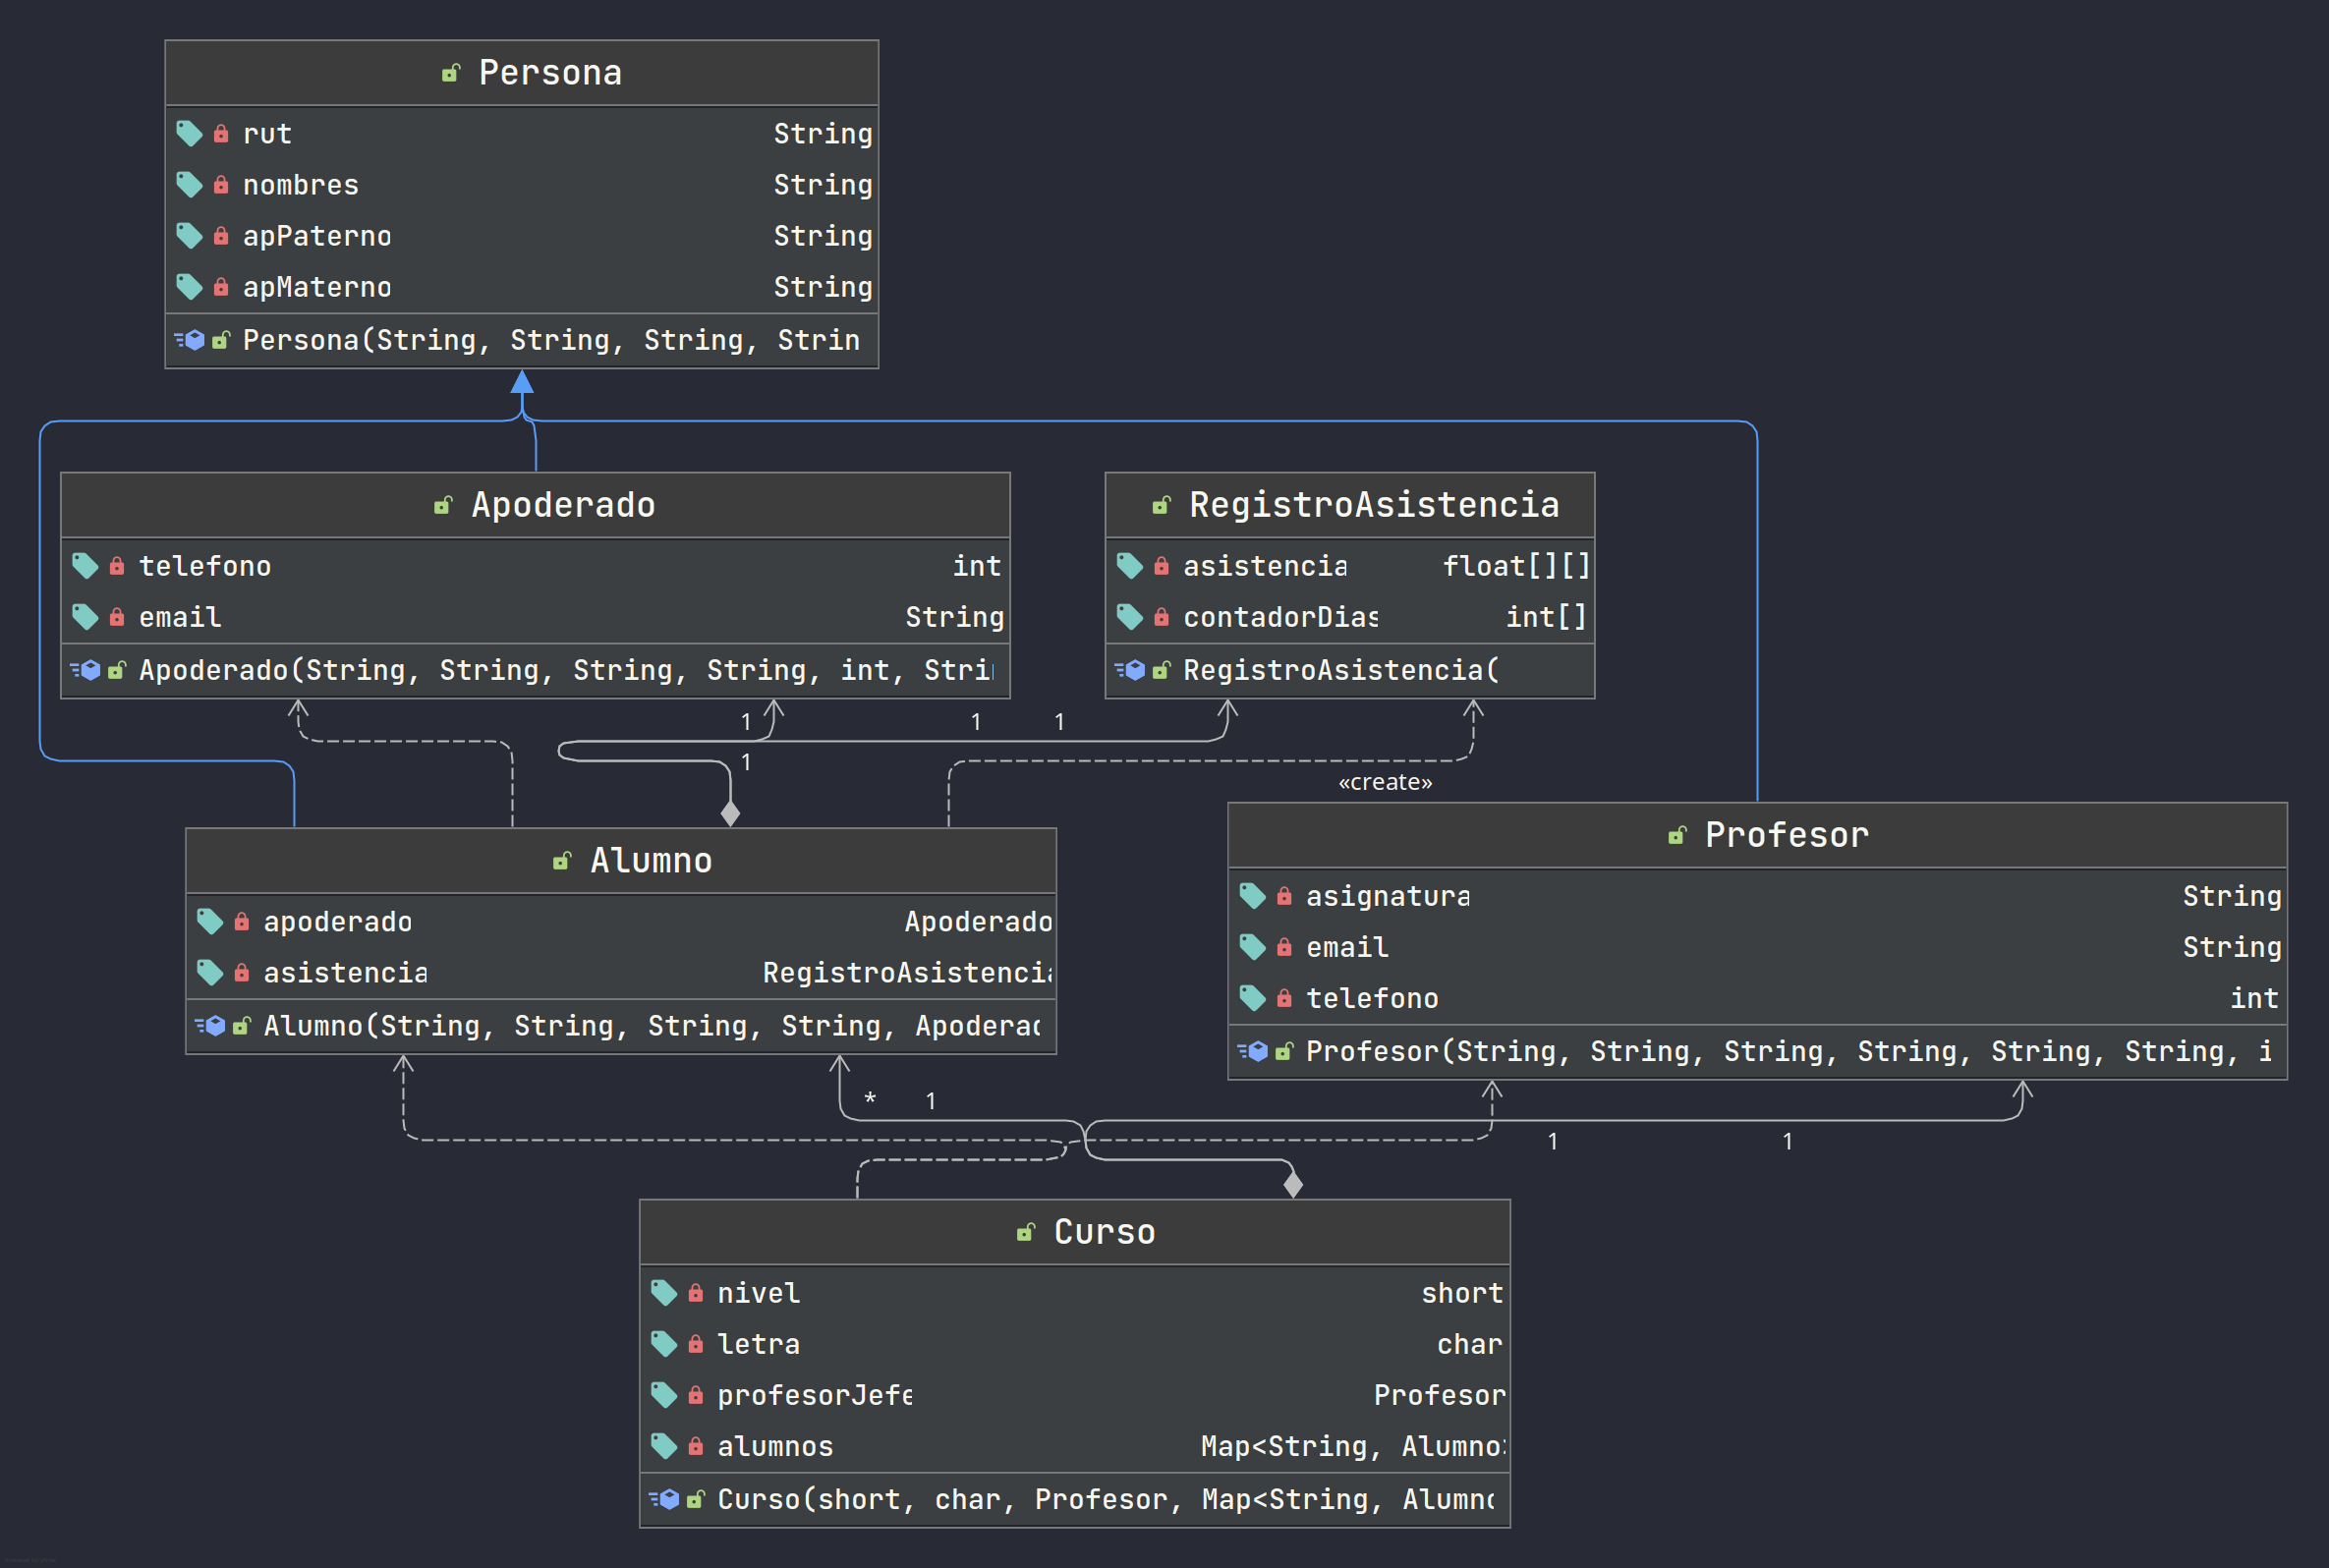 Persona
rut String
nombres String
apPaterno String
apMaterno String
Persona(String, String, String, Strin
Apoderado
telefono int
email String
Apoderado(String, String, String, String, int, Stri
RegistroAsistencia
asistencia float[][]
contadorDias int[]
RegistroAsistencia(
1 1 1
1
«create»
Alumno
apoderado Apoderado
asistencia RegistroAsistencia
Alumno(String, String, String, String, Apoderad
Profesor
asignatura String
email String
telefono int
Profesor(String, String, String, String, String, String, i
* 1
1 1
Curso
nivel short
letra char
profesorJefe Profesor
alumnos Map<String, Alumno>
Curso(short, char, Profesor, Map<String, Alumno